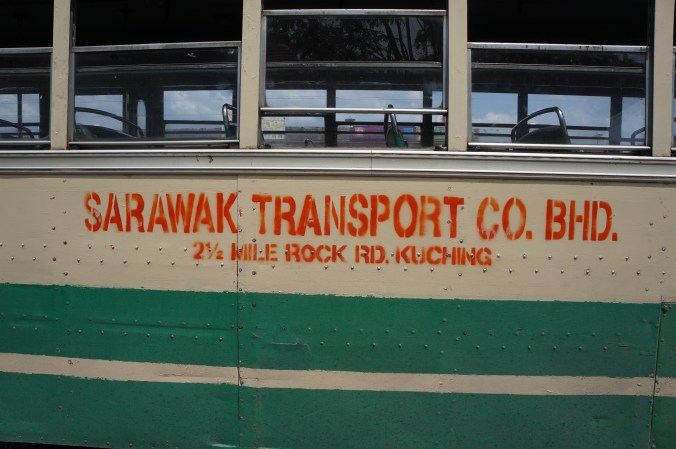 SARAWAK TRANSPORT CO. BHD.
2½ MILE ROCK RD. KUCHING